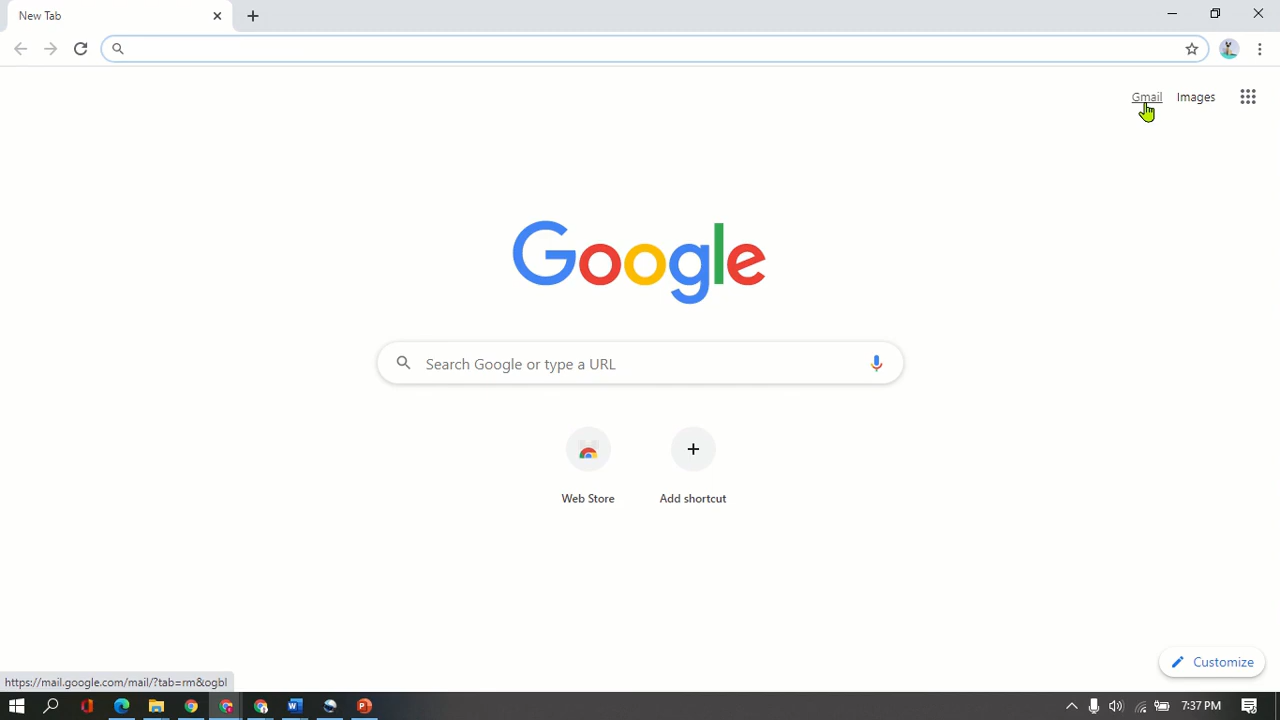 New Tab
Gmail
Images
Google
Search Google or type a URL
Web Store
Add shortcut
Customize
https://mail.google.com/mail/?tab=rm&ogbl
7:37 PM